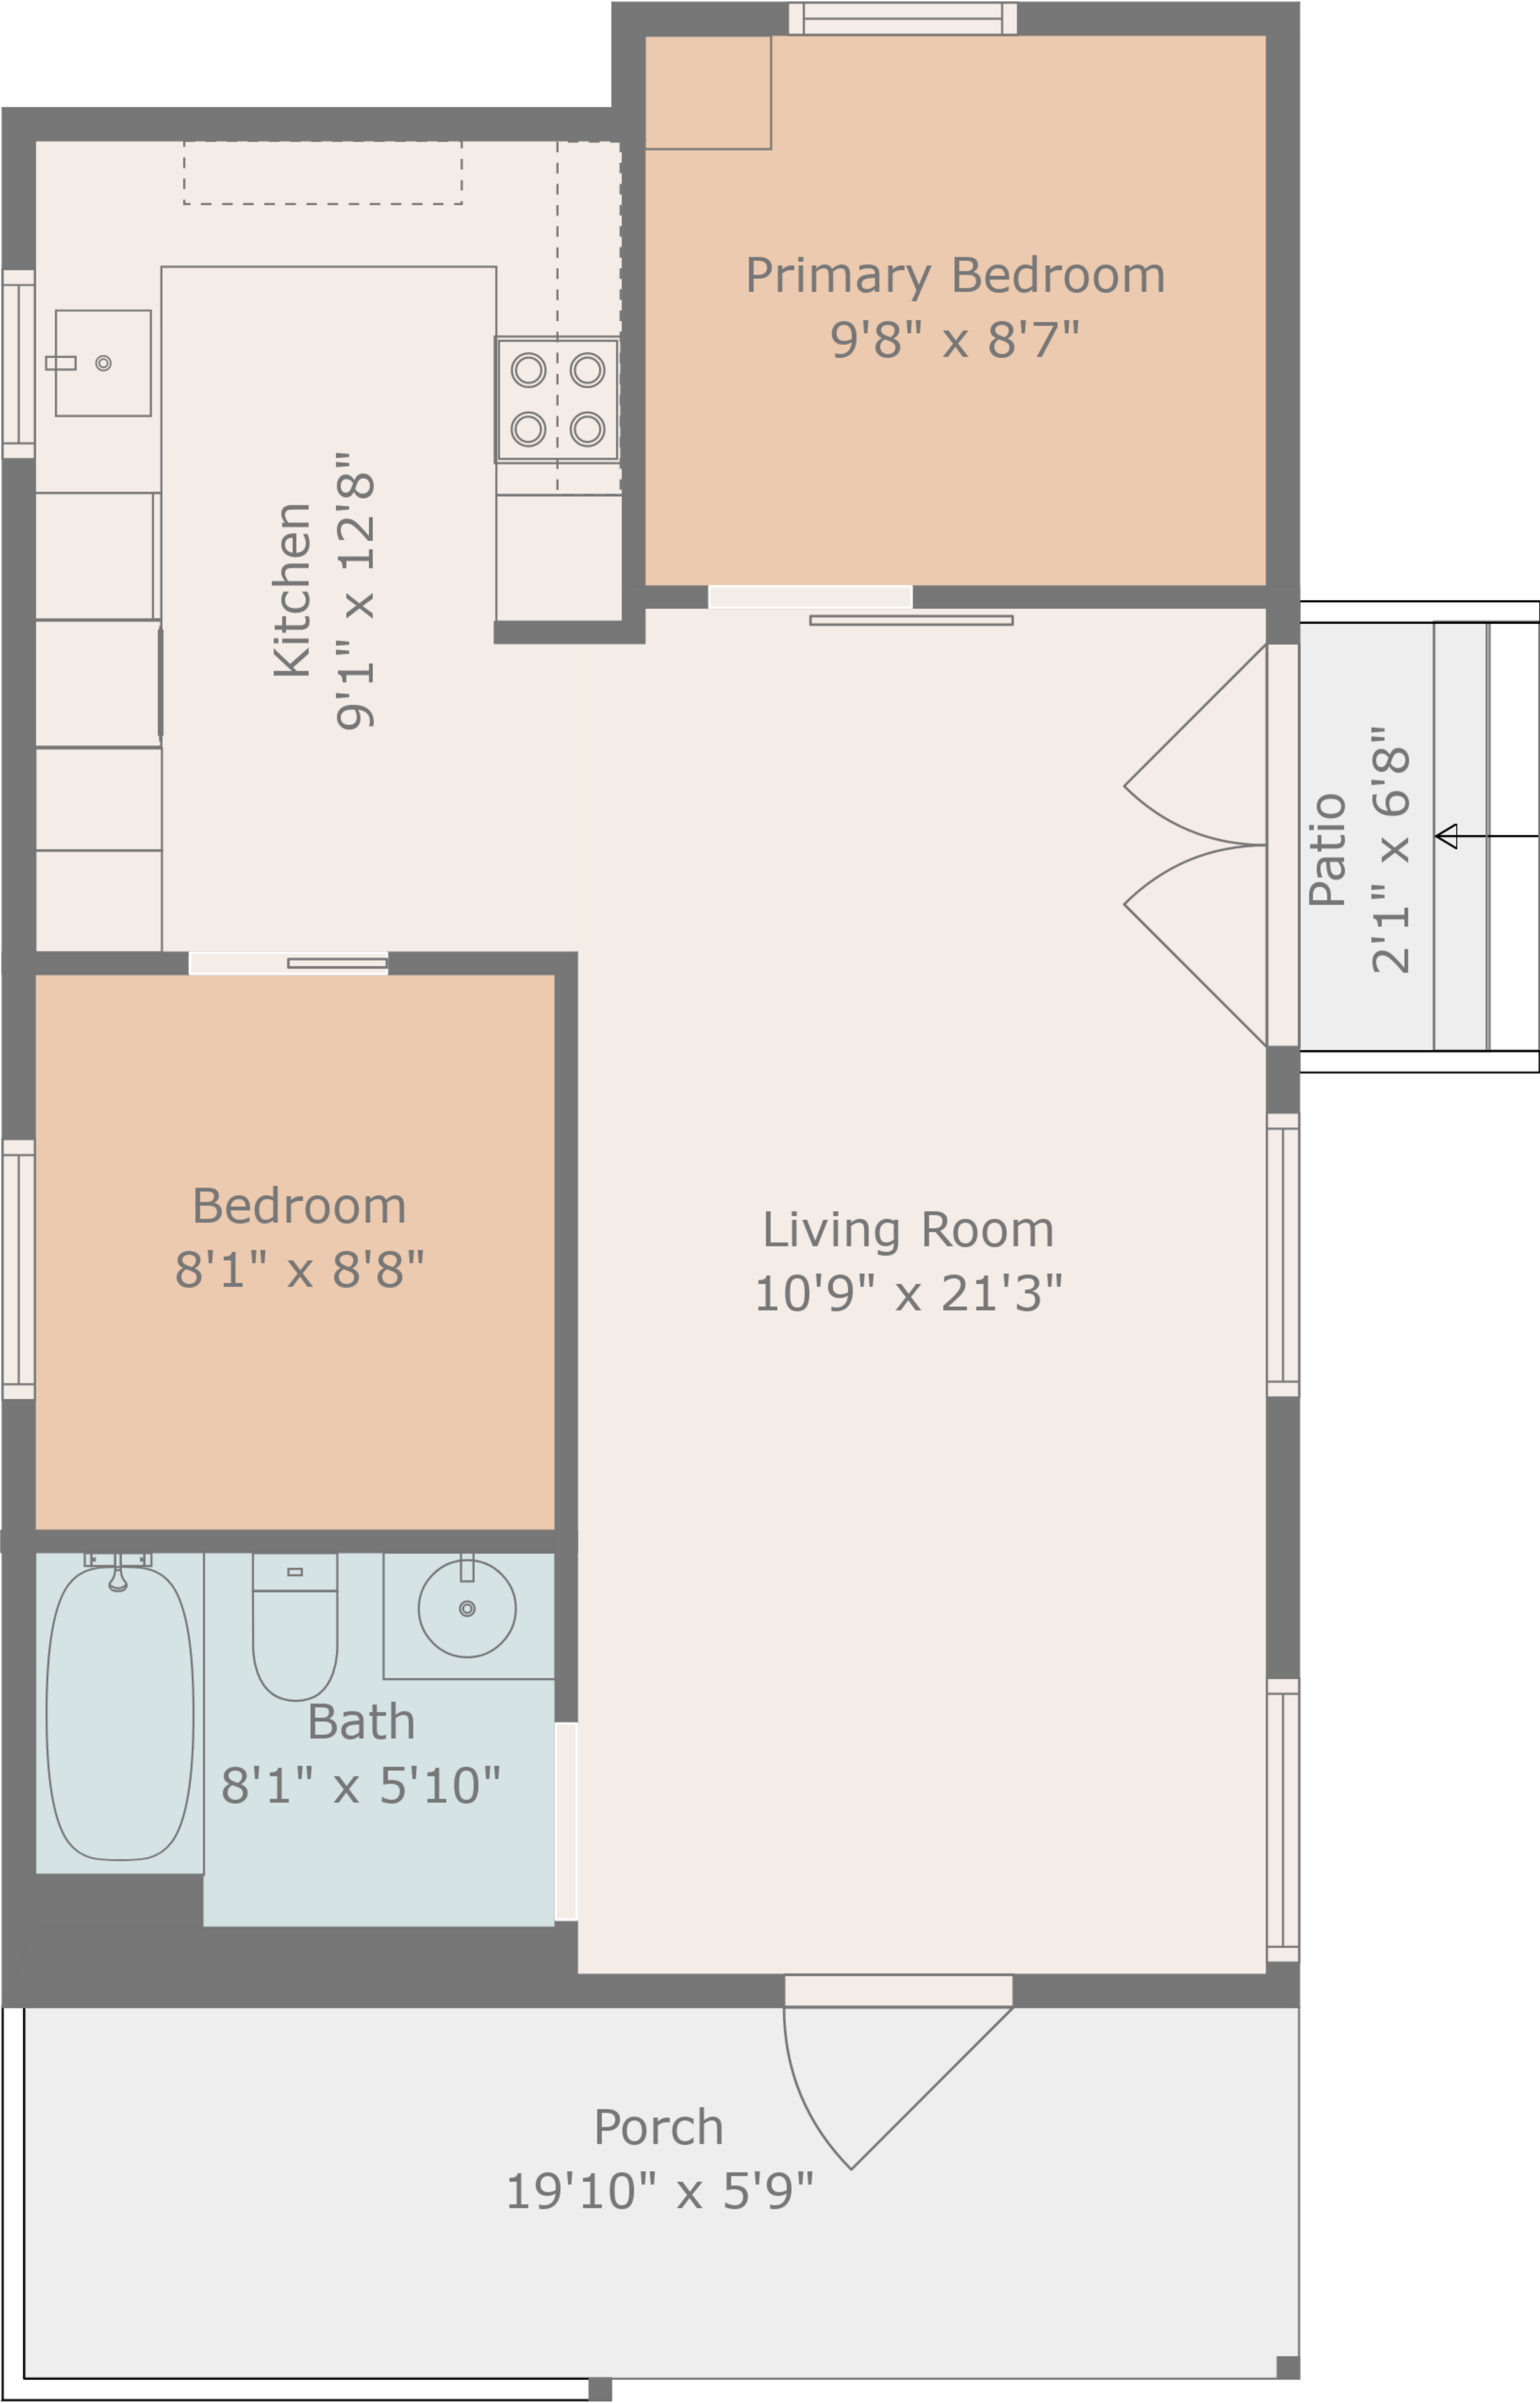 Primary Bedroom
9'8" x 8'7"
Kitchen
9'1" x 12'8"
Patio
2'1" x 6'8"
Bedroom
8'1" x 8'8"
Living Room
10'9" x 21'3"
Bath
8'1" x 5'10"
Porch
19'10" x 5'9"